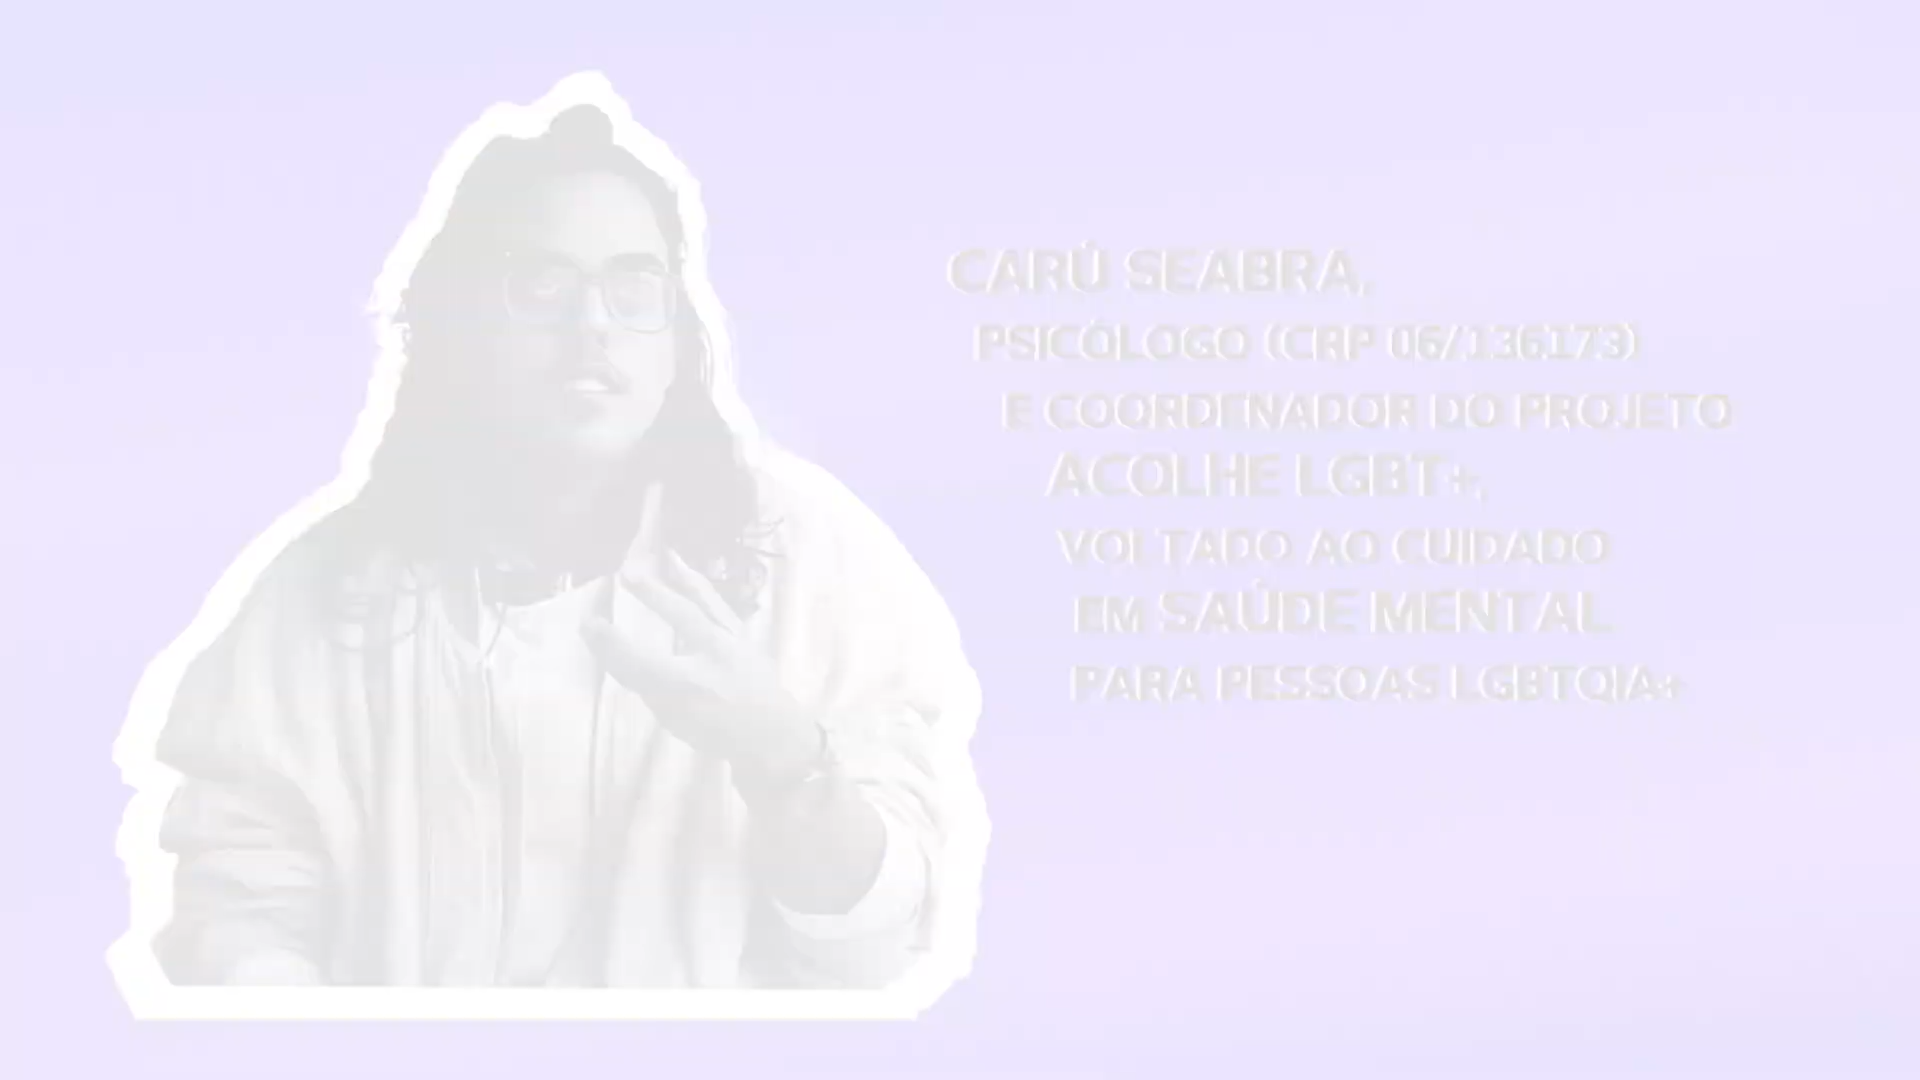 CARÚ SEABRA,
PSICÓLOGO (CRP 06/136173)
E COORDENADOR DO PROJETO
ACOLHE LGBT+,
VOLTADO AO CUIDADO
EM SAÚDE MENTAL
PARA PESSOAS LGBTQIA+